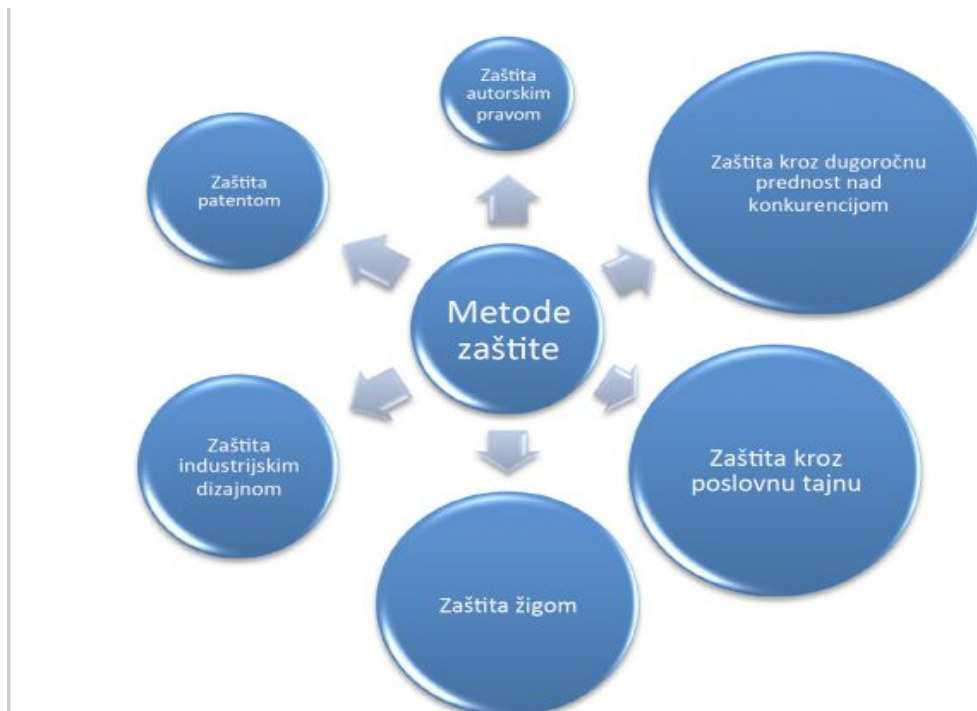 Zaštita
autorskim
pravom
Zaštita kroz dugoročnu
prednost nad
konkurencijom
Zaštita
patentom
Metode
zaštite
Zaštita
industrijskim
dizajnom
Zaštita kroz
poslovnu tajnu
Zaštita žigom